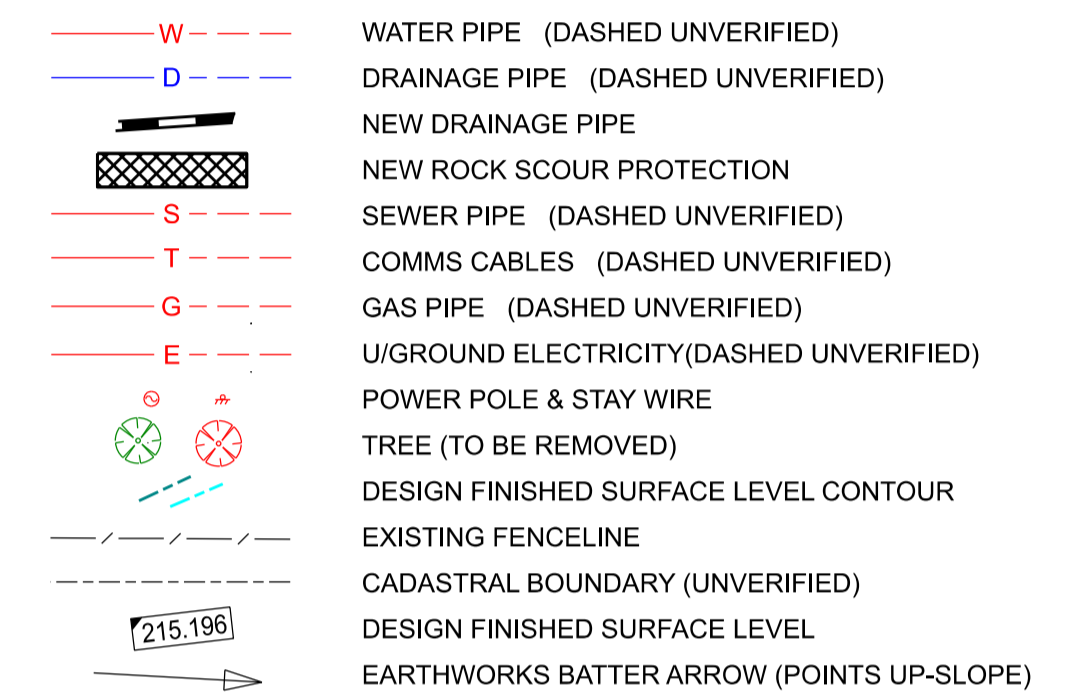 W WATER PIPE (DASHED UNVERIFIED)
D DRAINAGE PIPE (DASHED UNVERIFIED)
NEW DRAINAGE PIPE
NEW ROCK SCOUR PROTECTION
S SEWER PIPE (DASHED UNVERIFIED)
T COMMS CABLES (DASHED UNVERIFIED)
G GAS PIPE (DASHED UNVERIFIED)
E U/GROUND ELECTRICITY(DASHED UNVERIFIED)
POWER POLE & STAY WIRE
TREE (TO BE REMOVED)
DESIGN FINISHED SURFACE LEVEL CONTOUR
EXISTING FENCELINE
CADASTRAL BOUNDARY (UNVERIFIED)
215.196 DESIGN FINISHED SURFACE LEVEL
EARTHWORKS BATTER ARROW (POINTS UP-SLOPE)